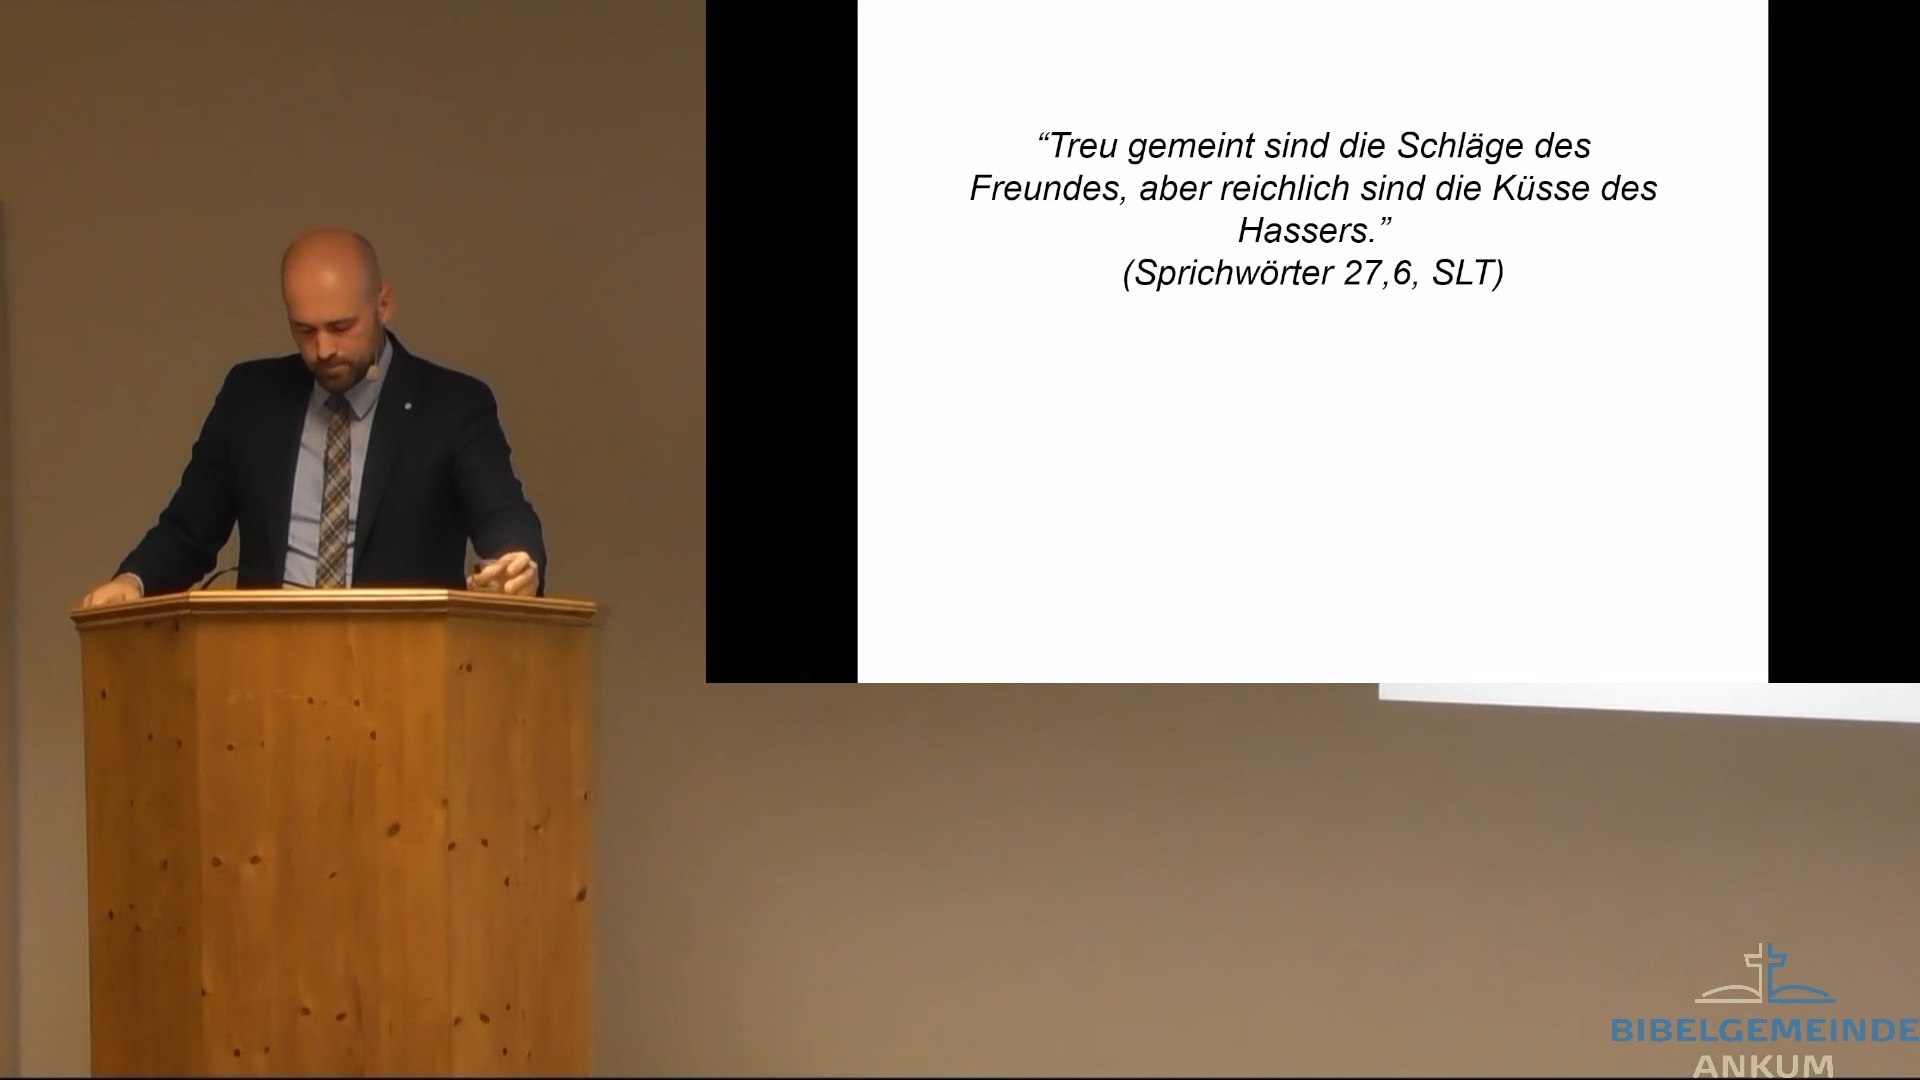 “Treu gemeint sind die Schläge des
Freundes, aber reichlich sind die Küsse des
Hassers.”
(Sprichwörter 27,6, SLT)
BIBELGEMEINDE
ANKUM